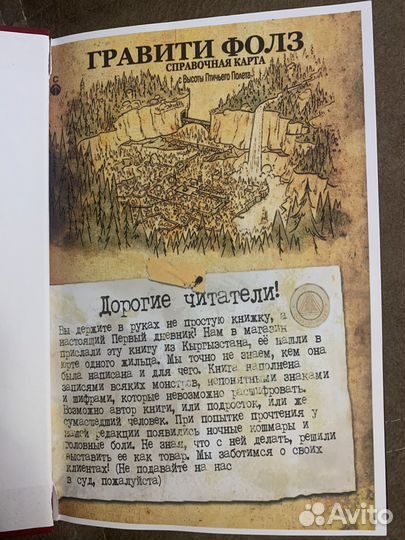 ГРАВИТИ ФОЛЗ
СПРАВОЧНАЯ КАРТА
с Высоты Птичьего Полета
Дорогие читатели!
Вы держите в руках не простую книжку, а
настоящий Первый дневник! Нам в магазин
прислали эту книгу из Кыргызстана, её нашли в
юрте одного жильца. Мы точно не знаем, кем она
была написана и для чего. Книга наполнена
записями всяких монстров, непонятными знаками
и шифрами, которые невозможно расшифровать.
Возможно автор книги, или подросток, или же
сумасшедший человек. При попытке прочтения у
нашей редакции появились ночные кошмары и
головные боли. Не зная, что с ней делать, решили
выставить ее как товар. Мы заботимся о своих
клиентах! (Не подавайте на нас
в суд, пожалуйста)
Avito